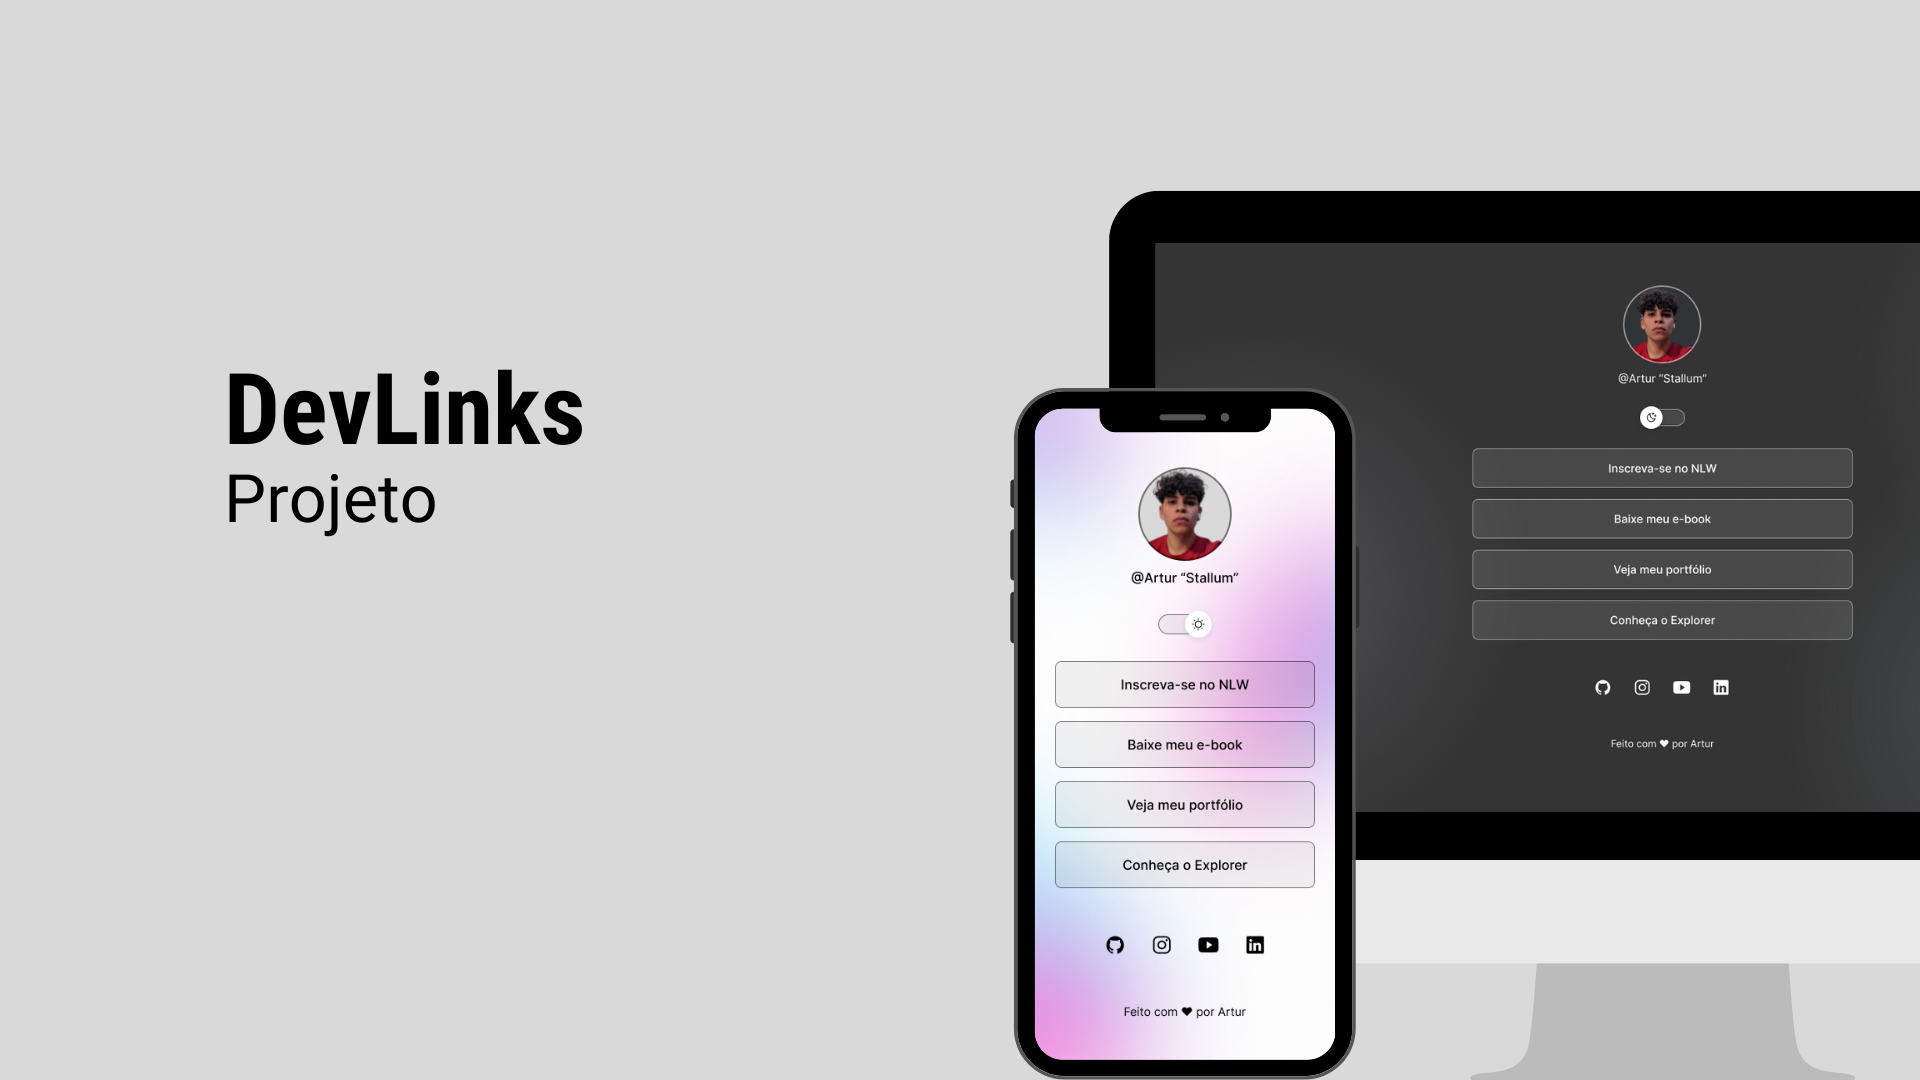 DevLinks
Projeto
@Artur “Stallum”
Inscreva-se no NLW
Baixe meu e-book
Veja meu portfólio
Conheça o Explorer
Feito com ♥ por Artur
@Artur “Stallum”
Inscreva-se no NLW
Baixe meu e-book
Veja meu portfólio
Conheça o Explorer
Feito com ♥ por Artur